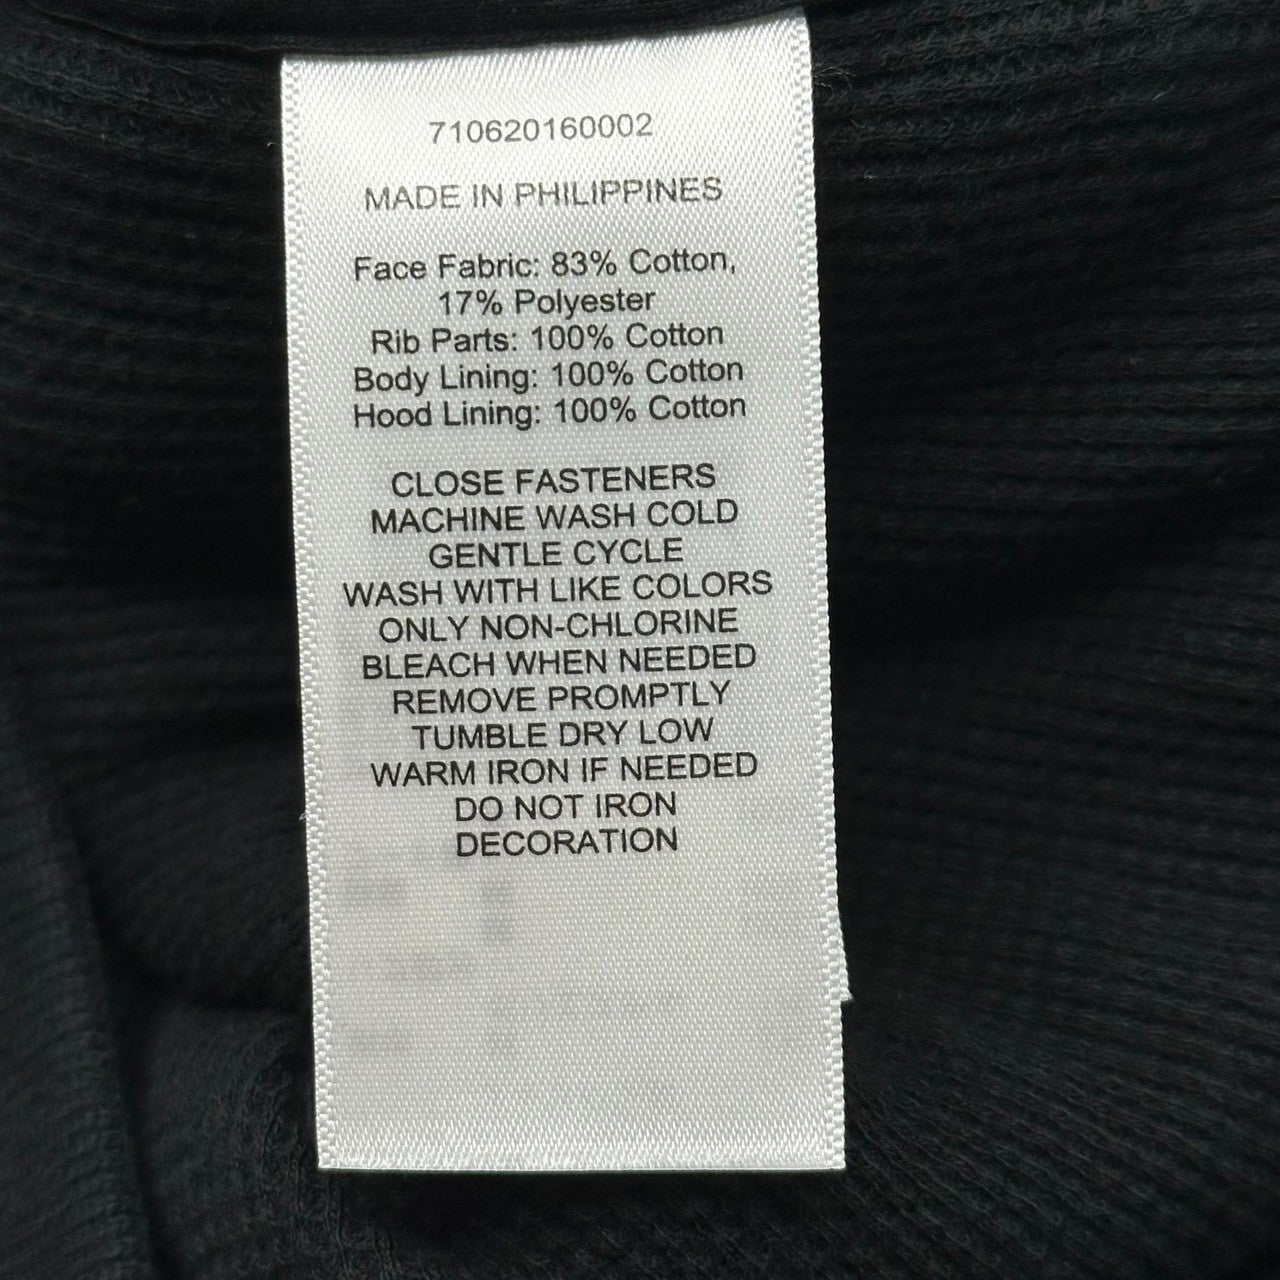 710620160002
MADE IN PHILIPPINES
Face Fabric: 83% Cotton,
17% Polyester
Rib Parts: 100% Cotton
Body Lining: 100% Cotton
Hood Lining: 100% Cotton
CLOSE FASTENERS
MACHINE WASH COLD
GENTLE CYCLE
WASH WITH LIKE COLORS
ONLY NON-CHLORINE
BLEACH WHEN NEEDED
REMOVE PROMPTLY
TUMBLE DRY LOW
WARM IRON IF NEEDED
DO NOT IRON
DECORATION